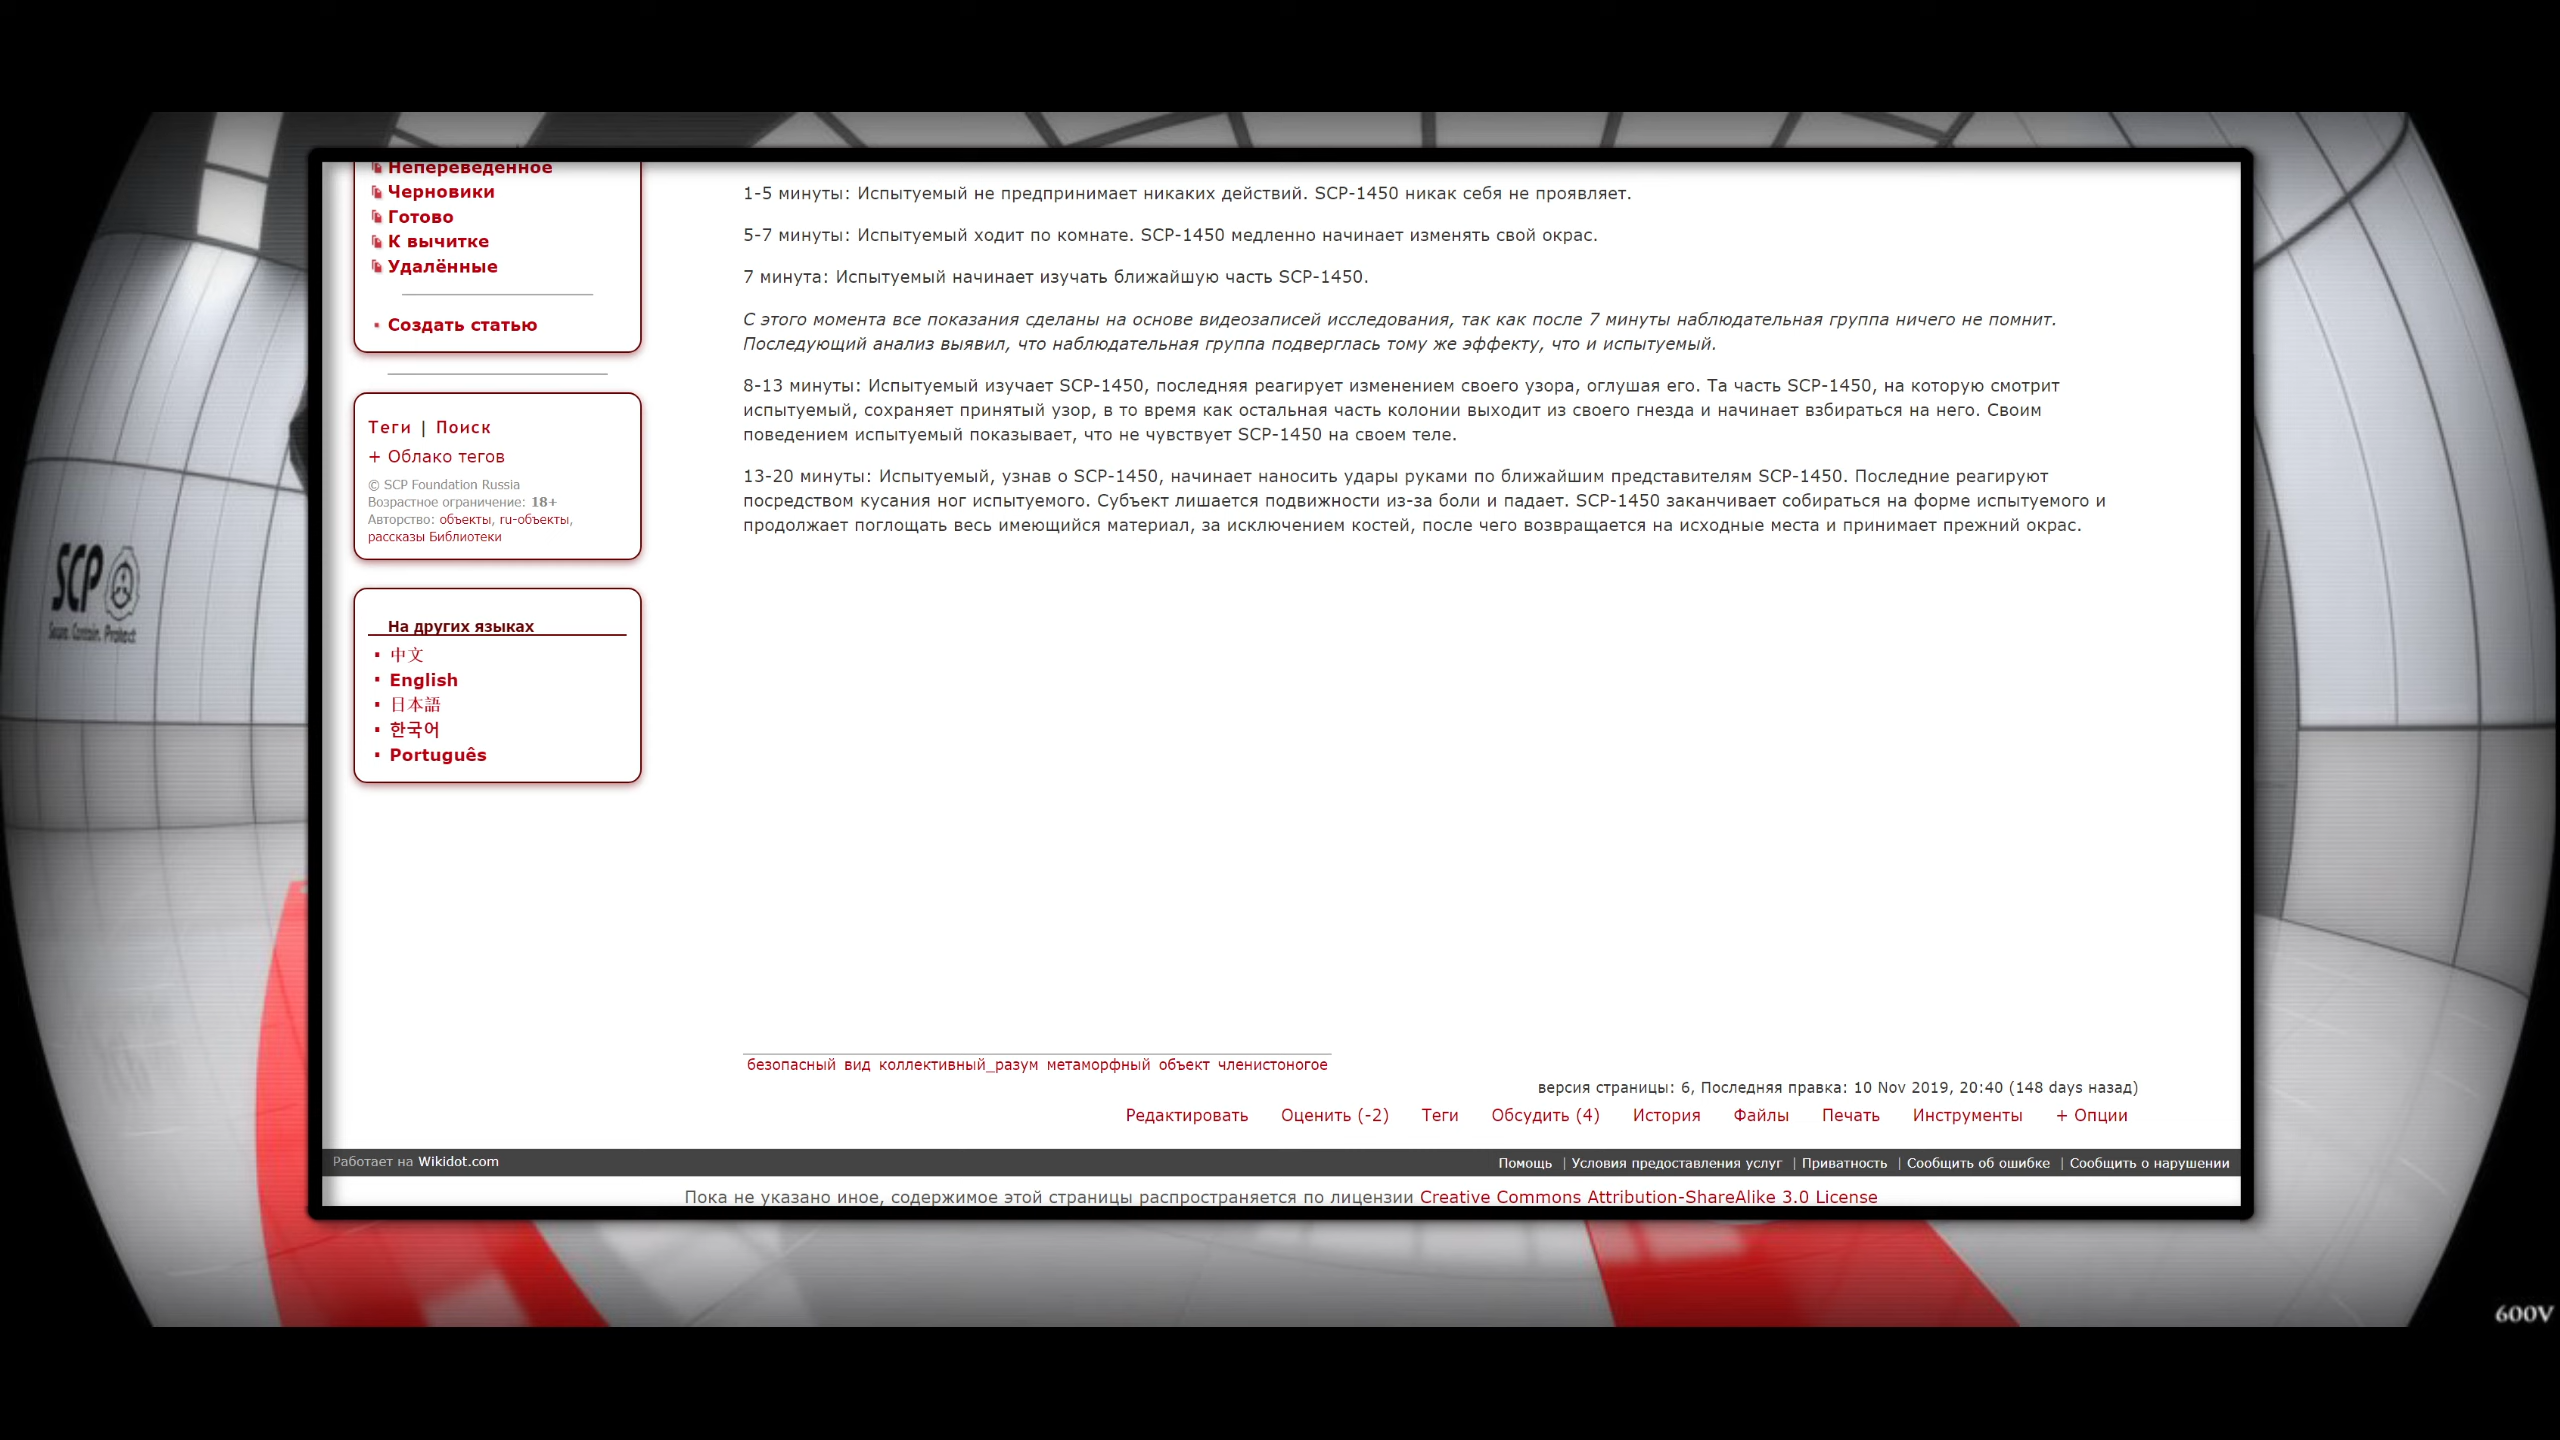 Непереведенное
Черновики
Готово
К вычитке
Удалённые
Создать статью
Теги | Поиск
+ Облако тегов
© SCP Foundation Russia
Возрастное ограничение: 18+
Авторство: объекты, ru-объекты,
рассказы Библиотеки
На других языках
中文
English
日本語
한국어
Português
1-5 минуты: Испытуемый не предпринимает никаких действий. SCP-1450 никак себя не проявляет.
5-7 минуты: Испытуемый ходит по комнате. SCP-1450 медленно начинает изменять свой окрас.
7 минута: Испытуемый начинает изучать ближайшую часть SCP-1450.
С этого момента все показания сделаны на основе видеозаписей исследования, так как после 7 минуты наблюдательная группа ничего не помнит.
Последующий анализ выявил, что наблюдательная группа подверглась тому же эффекту, что и испытуемый.
8-13 минуты: Испытуемый изучает SCP-1450, последняя реагирует изменением своего узора, оглушая его. Та часть SCP-1450, на которую смотрит
испытуемый, сохраняет принятый узор, в то время как остальная часть колонии выходит из своего гнезда и начинает взбираться на него. Своим
поведением испытуемый показывает, что не чувствует SCP-1450 на своем теле.
13-20 минуты: Испытуемый, узнав о SCP-1450, начинает наносить удары руками по ближайшим представителям SCP-1450. Последние реагируют
посредством кусания ног испытуемого. Субъект лишается подвижности из-за боли и падает. SCP-1450 заканчивает собираться на форме испытуемого и
продолжает поглощать весь имеющийся материал, за исключением костей, после чего возвращается на исходные места и принимает прежний окрас.
безопасный вид коллективный_разум метаморфный объект членистоногое
версия страницы: 6, Последняя правка: 10 Nov 2019, 20:40 (148 days назад)
Редактировать Оценить (-2) Теги Обсудить (4) История Файлы Печать Инструменты + Опции
Работает на Wikidot.com
Помощь | Условия предоставления услуг | Приватность | Сообщить об ошибке | Сообщить о нарушении
Пока не указано иное, содержимое этой страницы распространяется по лицензии Creative Commons Attribution-ShareAlike 3.0 License
SCP
Secure. Contain. Protect
600V